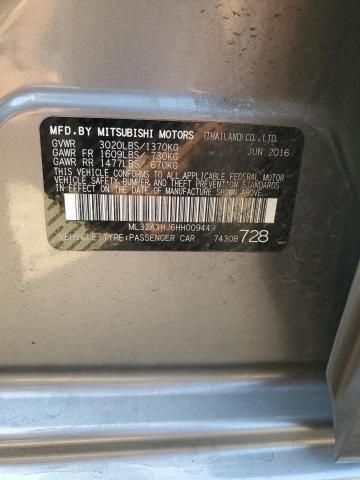 MFD.BY MITSUBISHI MOTORS (THAILAND) CO., LTD.
GVWR 3020LBS/1370KG
GAWR FR 1609LBS/ 730KG JUN 2016
GAWR RR 1477LBS/ 670KG
THIS VEHICLE CONFORMS TO ALL APPLICABLE FEDERAL MOTOR
VEHICLE SAFETY, BUMPER AND THEFT PREVENTION STANDARDS
IN EFFECT ON THE DATE OF MANUFACTURE SHOWN ABOVE.
ML32A3HJ6HH009449
VEHICLE TYPE:PASSENGER CAR 7430B 728